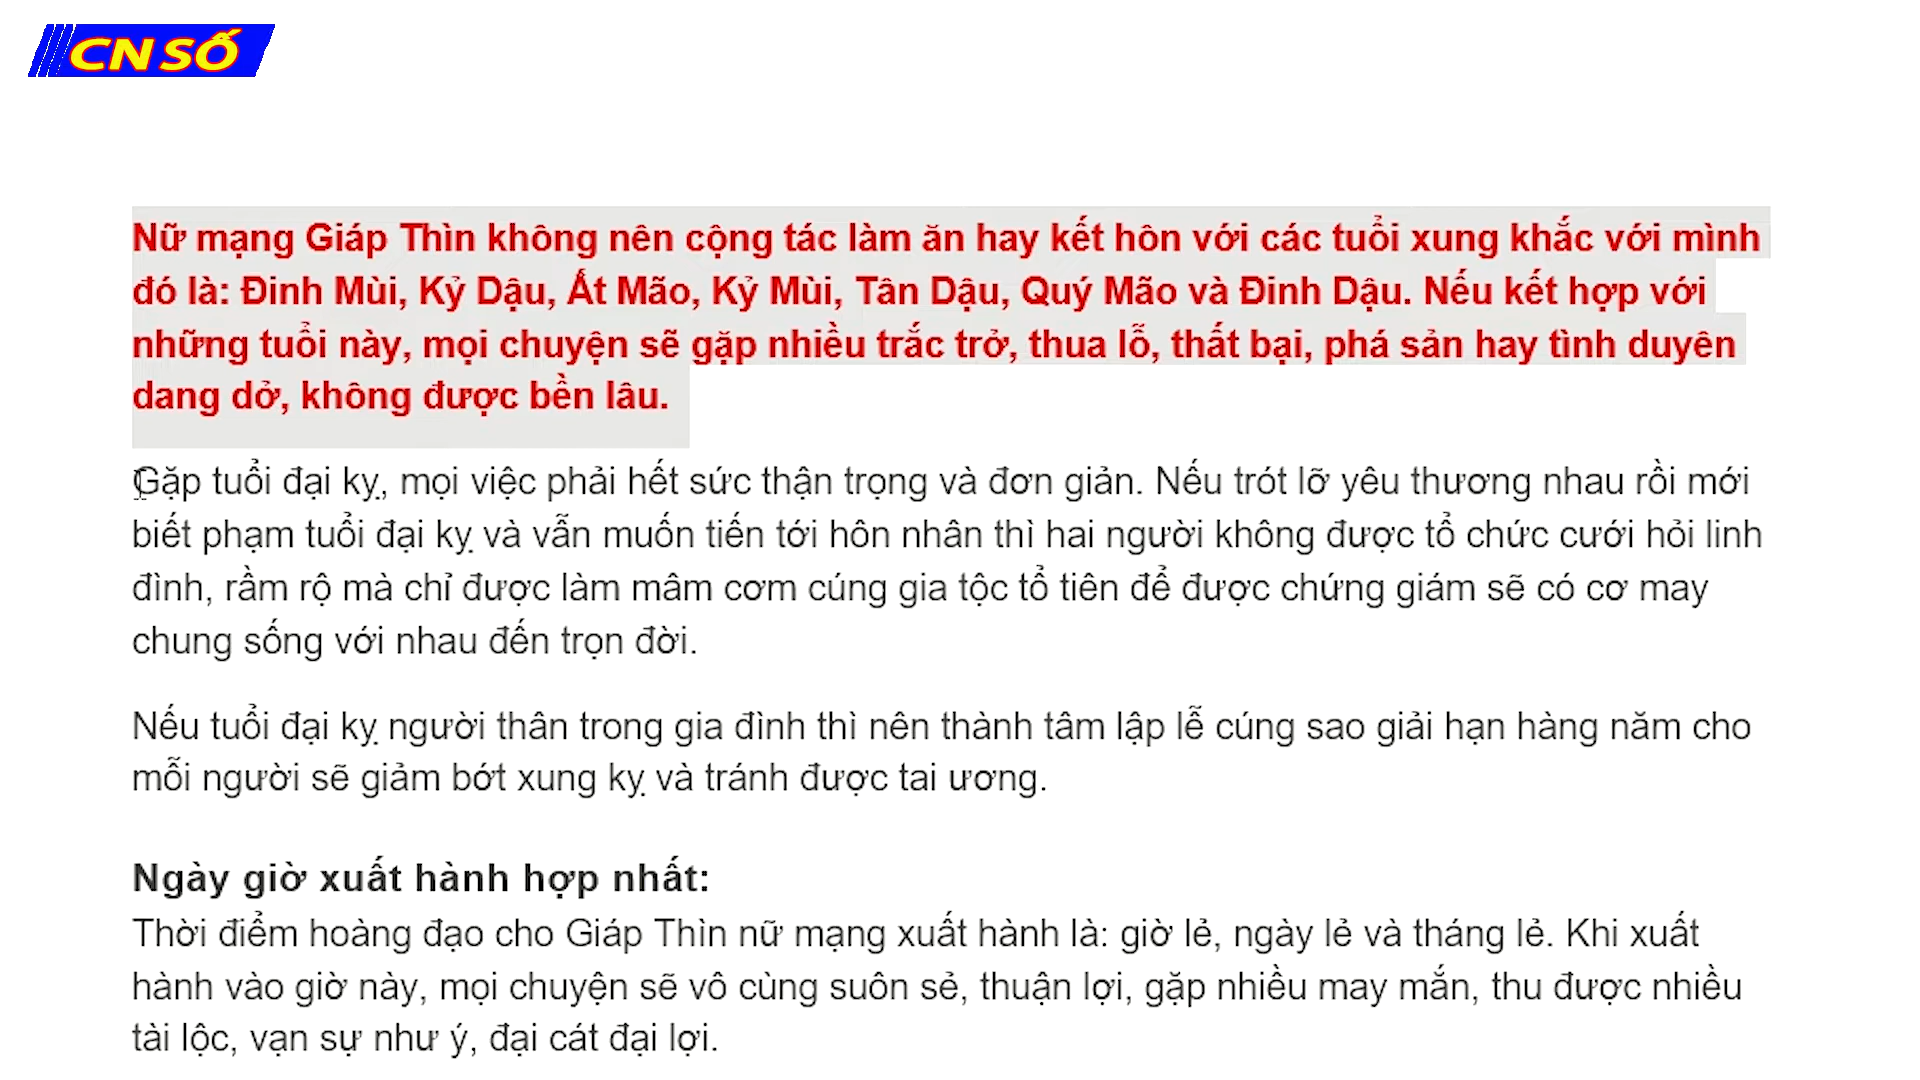 CN SỐ
Nữ mạng Giáp Thìn không nên cộng tác làm ăn hay kết hôn với các tuổi xung khắc với mình
đó là: Đinh Mùi, Kỷ Dậu, Ất Mão, Kỷ Mùi, Tân Dậu, Quý Mão và Đinh Dậu. Nếu kết hợp với
những tuổi này, mọi chuyện sẽ gặp nhiều trắc trở, thua lỗ, thất bại, phá sản hay tình duyên
dang dở, không được bền lâu.
Gặp tuổi đại kỵ, mọi việc phải hết sức thận trọng và đơn giản. Nếu trót lỡ yêu thương nhau rồi mới
biết phạm tuổi đại kỵ và vẫn muốn tiến tới hôn nhân thì hai người không được tổ chức cưới hỏi linh
đình, rầm rộ mà chỉ được làm mâm cơm cúng gia tộc tổ tiên để được chứng giám sẽ có cơ may
chung sống với nhau đến trọn đời.
Nếu tuổi đại kỵ người thân trong gia đình thì nên thành tâm lập lễ cúng sao giải hạn hàng năm cho
mỗi người sẽ giảm bớt xung kỵ và tránh được tai ương.
Ngày giờ xuất hành hợp nhất:
Thời điểm hoàng đạo cho Giáp Thìn nữ mạng xuất hành là: giờ lẻ, ngày lẻ và tháng lẻ. Khi xuất
hành vào giờ này, mọi chuyện sẽ vô cùng suôn sẻ, thuận lợi, gặp nhiều may mắn, thu được nhiều
tài lộc, vạn sự như ý, đại cát đại lợi.